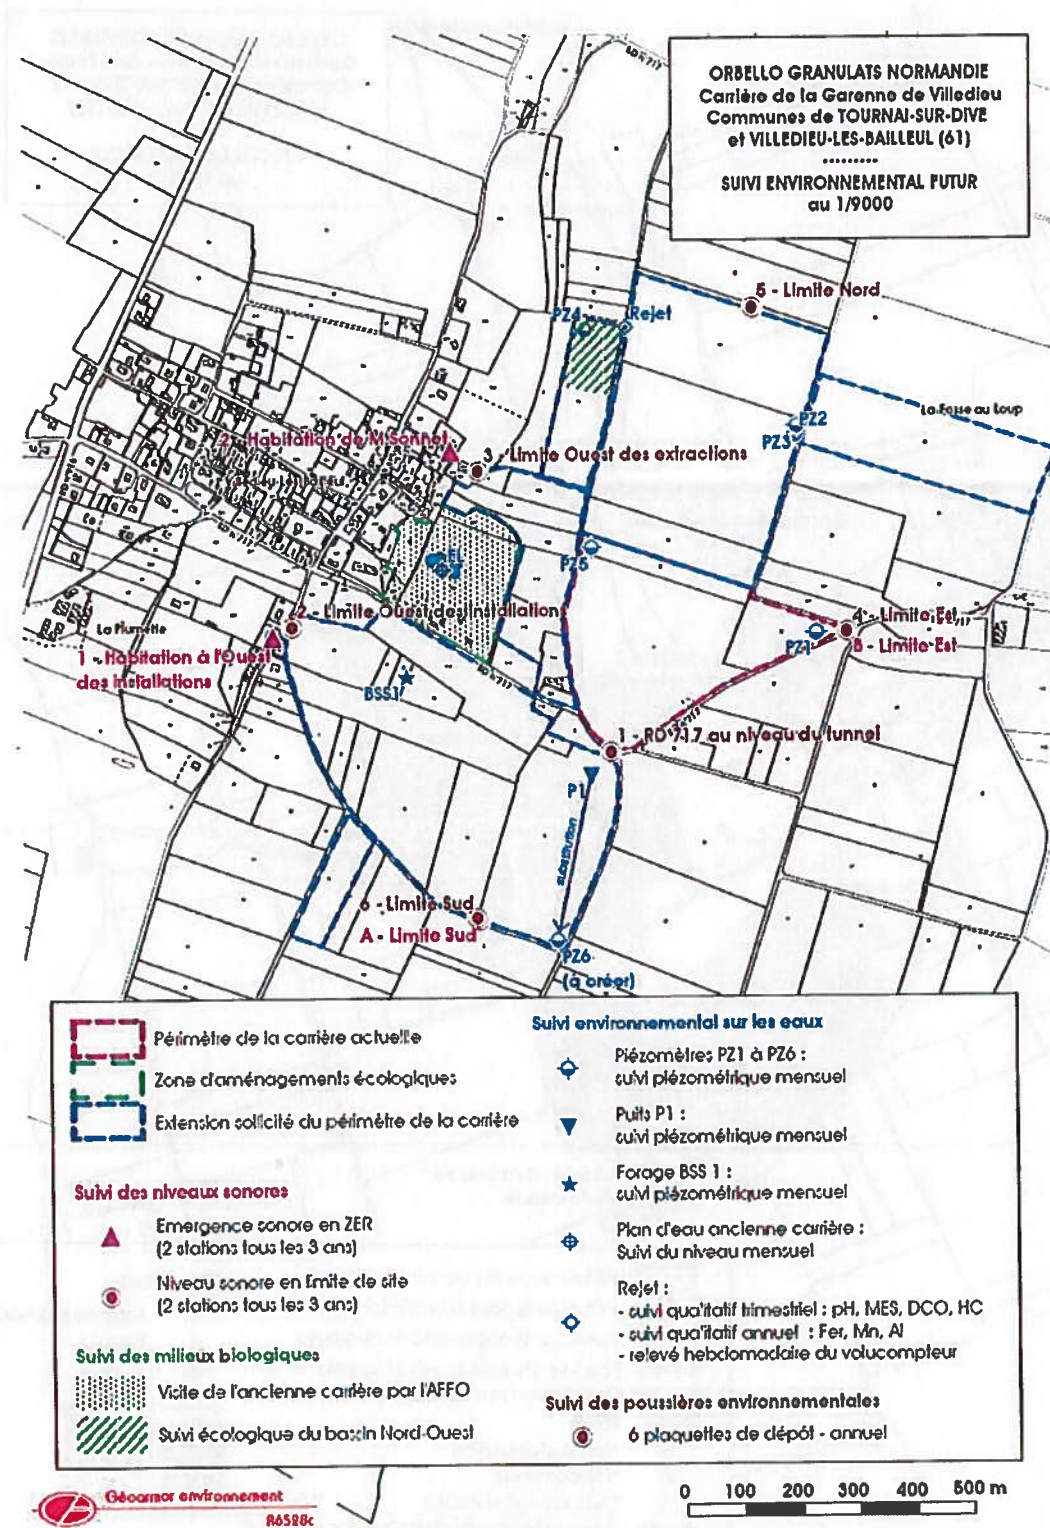 ORBELLO GRANULATS NORMANDIE
Carrière de la Garenne de Villedieu
Communes de TOURNAI-SUR-DIVE
et VILLEDIEU-LES-BAILLEUL (61)
SUIVI ENVIRONNEMENTAL FUTUR
au 1/9000
5 - Limite Nord
PZ4
Rejet
La Fosse au Loup
PZ2
PZ3
2 - Habitation de M Sonnet
3 - Limite Ouest des extractions
EL
PZ5
2 - Limite Ouest des installations
La Plumette
1 - Habitation à l'Ouest
des installations
4 - Limite Est
B - Limite Est
PZ1
BSS1
1 - RD 717 au niveau du tunnel
P1
substitution
6 - Limite Sud
A - Limite Sud
PZ6
(à créer)
Périmètre de la carrière actuelle
Zone d'aménagements écologiques
Extension sollicité du périmètre de la carrière
Suivi des niveaux sonores
Emergence sonore en ZER
(2 stations tous les 3 ans)
Niveau sonore en limite de site
(2 stations tous les 3 ans)
Suivi des milieux biologiques
Visite de l'ancienne carrière par l'AFFO
Suivi écologique du bassin Nord-Ouest
Suivi environnemental sur les eaux
Piézomètres PZ1 à PZ6 :
suivi piézométrique mensuel
Puits P1 :
suivi piézométrique mensuel
Forage BSS 1 :
suivi piézométrique mensuel
Plan d'eau ancienne carrière :
Suivi du niveau mensuel
Rejet :
- suivi qualitatif trimestriel : pH, MES, DCO, HC
- suivi qualitatif annuel : Fer, Mn, Al
- relevé hebdomadaire du volucompteur
Suivi des poussières environnementales
6 plaquettes de dépôt - annuel
Géoarmor environnement
R6528c
0 100 200 300 400 500 m